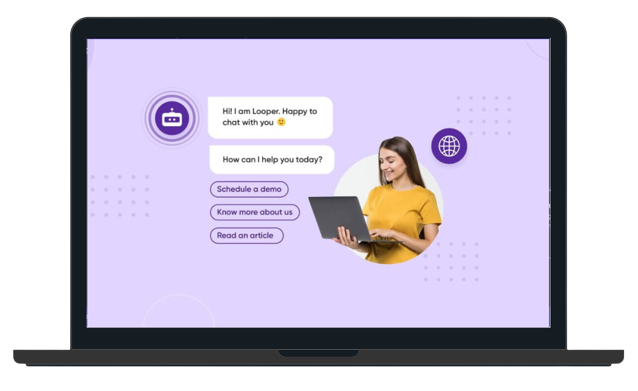 Hi! I am Looper. Happy to
chat with you 🙂
How can I help you today?
Schedule a demo
Know more about us
Read an article